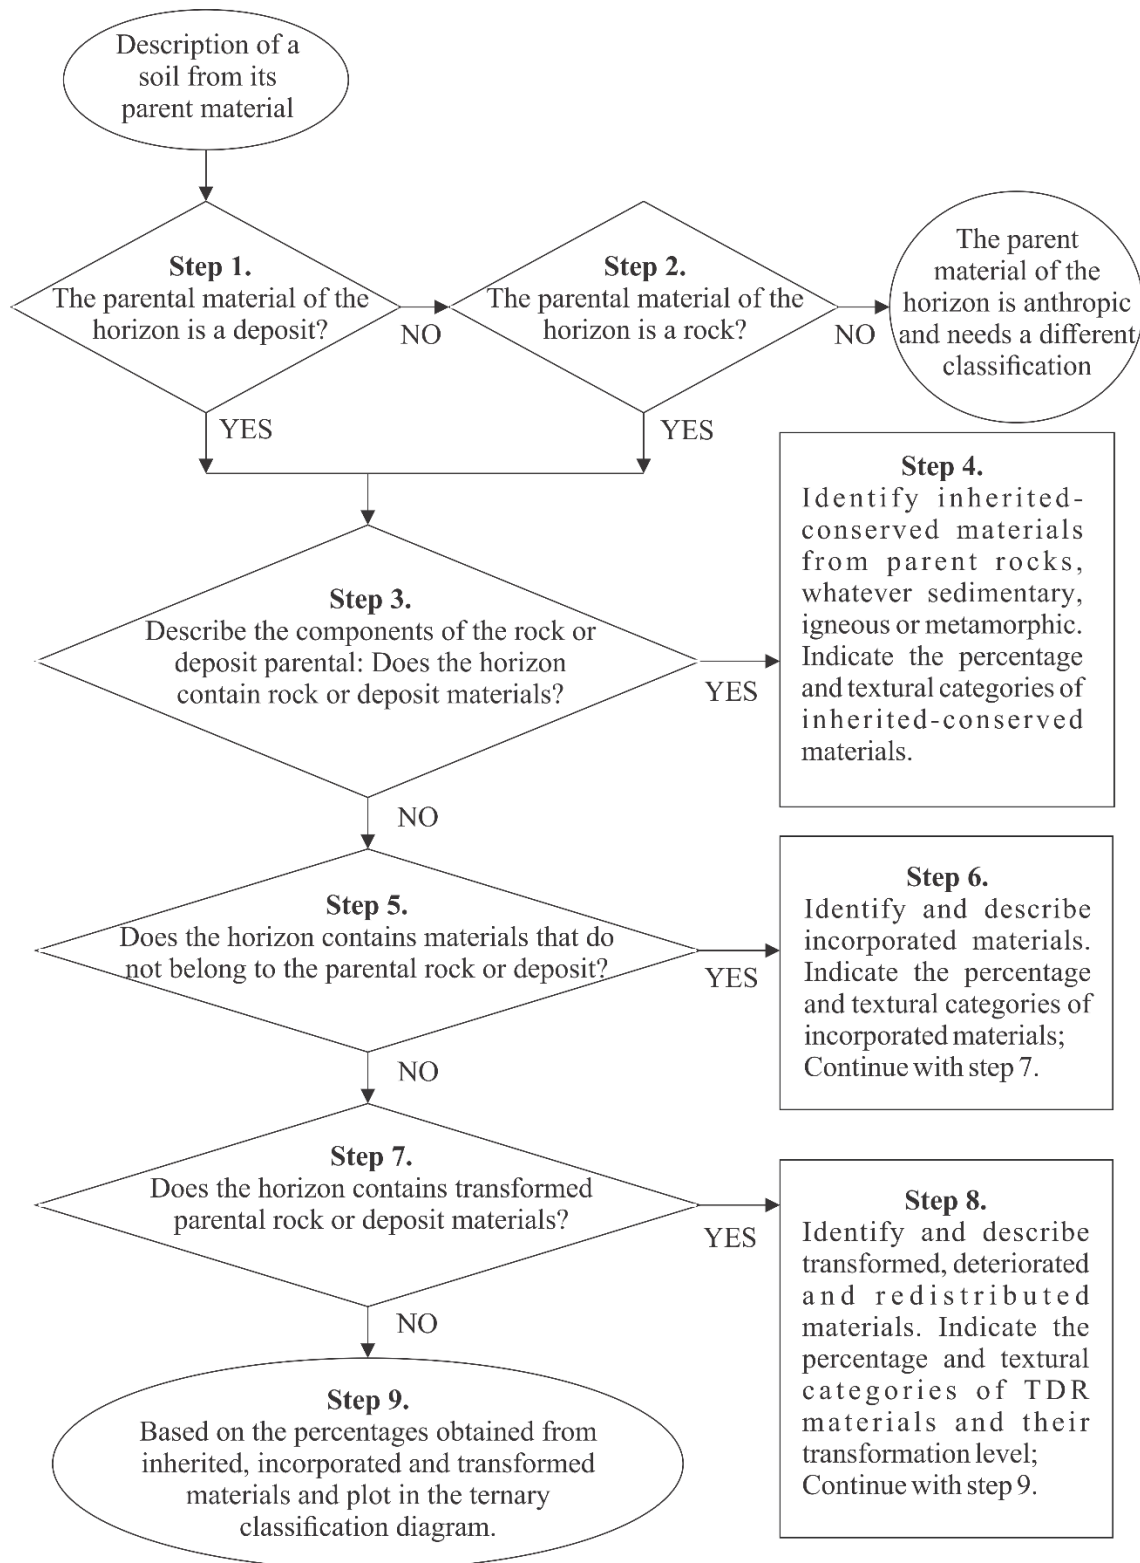 Description of a
soil from its
parent material
Step 1.
The parental material of the
horizon is a deposit?
NO
YES
Step 2.
The parental material of the
horizon is a rock?
NO
YES
The parent
material of the
horizon is anthropic
and needs a different
classification
Step 3.
Describe the components of the rock or
deposit parental: Does the horizon
contain rock or deposit materials?
YES
NO
Step 4.
Identify inherited-
conserved materials
from parent rocks,
whatever sedimentary,
igneous or metamorphic.
Indicate the percentage
and textural categories of
inherited-conserved
materials.
Step 5.
Does the horizon contains materials that do
not belong to the parental rock or deposit?
YES
NO
Step 6.
Identify and describe
incorporated materials.
Indicate the percentage
and textural categories of
incorporated materials;
Continue with step 7.
Step 7.
Does the horizon contains transformed
parental rock or deposit materials?
YES
NO
Step 8.
Identify and describe
transformed, deteriorated
and redistributed
materials. Indicate the
percentage and textural
categories of TDR
materials and their
transformation level;
Continue with step 9.
Step 9.
Based on the percentages obtained from
inherited, incorporated and transformed
materials and plot in the ternary
classification diagram.